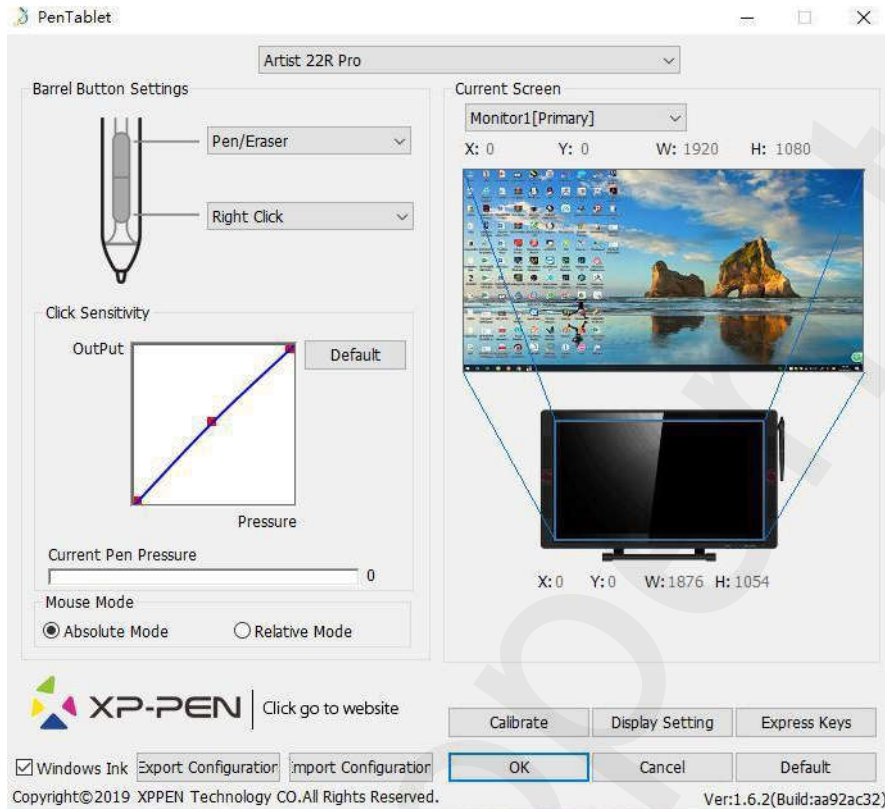 PenTablet
Artist 22R Pro
Barrel Button Settings
Pen/Eraser
Right Click
Click Sensitivity
OutPut
Default
Pressure
Current Pen Pressure
0
Mouse Mode
Absolute Mode
Relative Mode
Current Screen
Monitor1[Primary]
X: 0 Y: 0 W: 1920 H: 1080
X: 0 Y: 0 W: 1876 H: 1054
XP-PEN
Click go to website
Calibrate
Display Setting
Express Keys
Windows Ink
Export Configuration
Import Configuration
OK
Cancel
Default
Copyright©2019 XPPEN Technology CO.All Rights Reserved.
Ver:1.6.2(Build:aa92ac32)